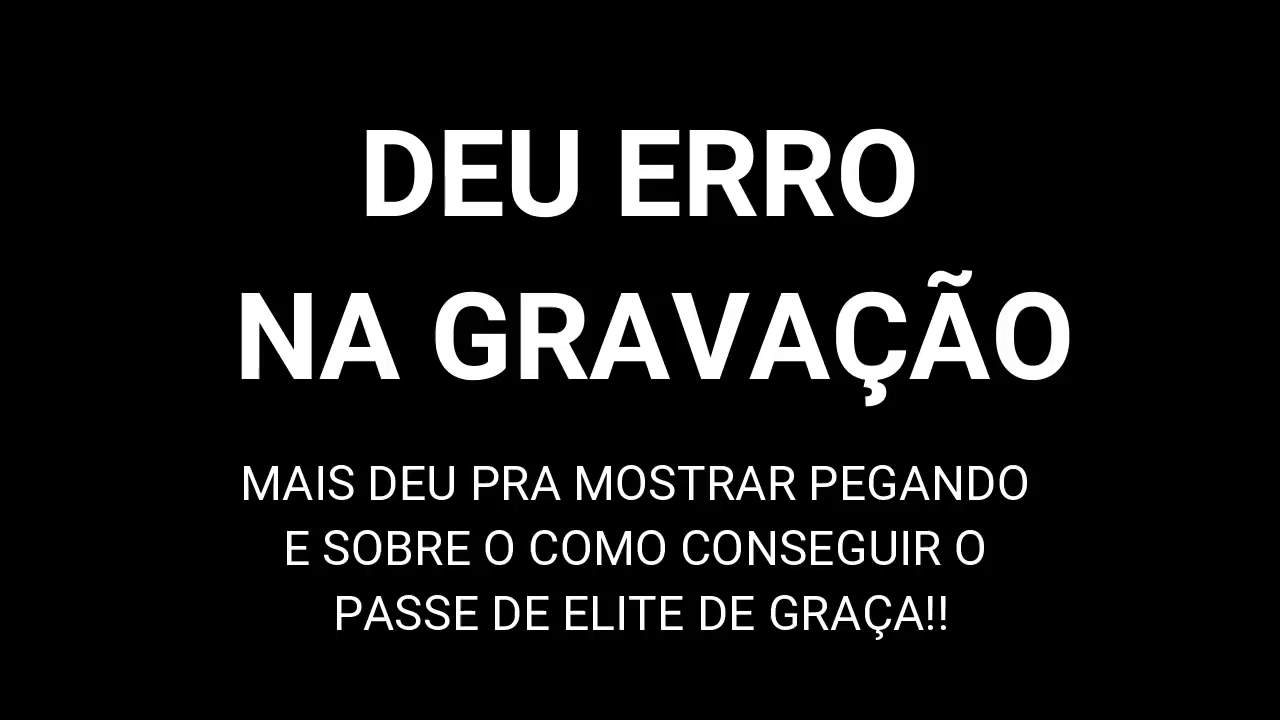 DEU ERRO
NA GRAVAÇÃO
MAIS DEU PRA MOSTRAR PEGANDO
E SOBRE O COMO CONSEGUIR O
PASSE DE ELITE DE GRAÇA!!